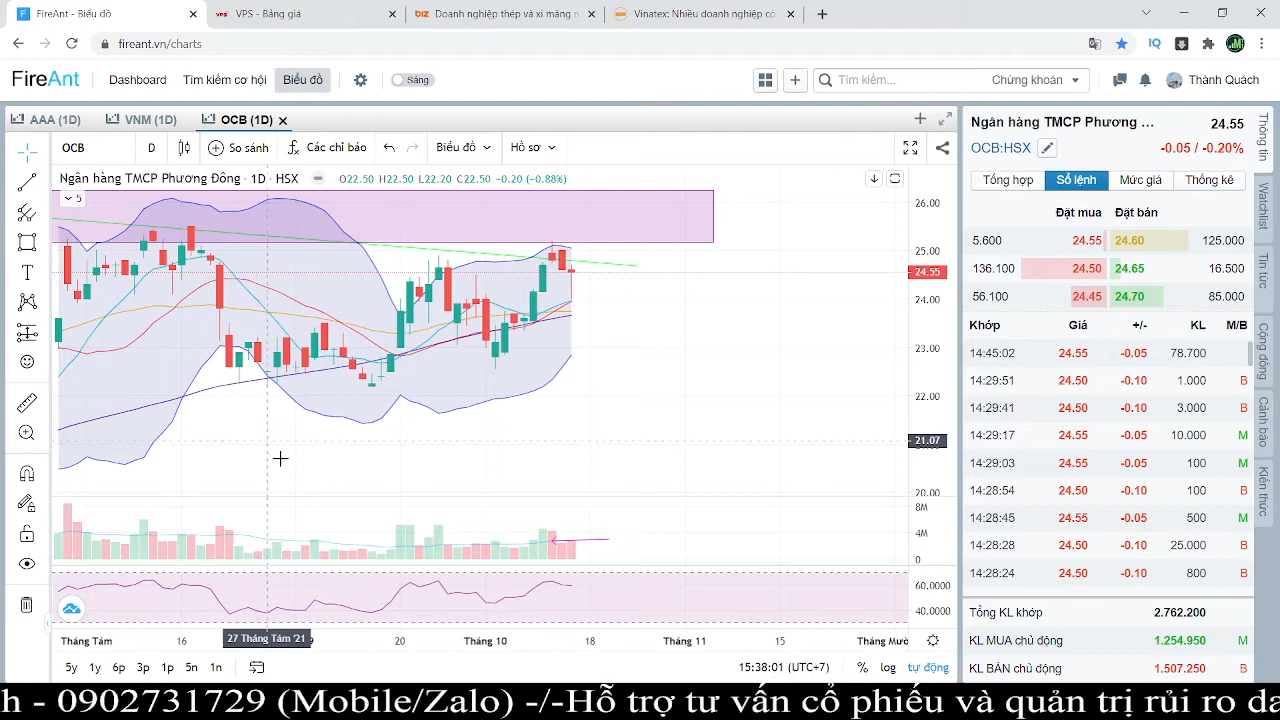 FireAnt - Biểu đồ
VPS - Bảng giá
Doanh nghiệp thép và xi măng n
Vinatex: Nhiều doanh nghiệp có
fireant.vn/charts
FireAnt Dashboard Tìm kiếm cơ hội Biểu đồ Sáng Tìm kiếm... Chứng khoán Thành Quách
AAA (1D) VNM (1D) OCB (1D)
OCB D So sánh Các chỉ báo Biểu đồ Hồ sơ
Ngân hàng TMCP Phương Đông · 1D · HSX O22.50 H22.50 L22.20 C22.50 -0.20 (-0.88%)
5
26.00
25.00
24.55
24.00
23.00
22.00
21.07
20.00
8M
4M
0
60.0000
40.0000
Tháng Tám 16 27 Tháng Tám '21 20 Tháng 10 18 Tháng 11 15 Tháng Mườ
5y 1y 6p 3p 1p 5n 1n 15:38:01 (UTC+7) % log tự động
Ngân hàng TMCP Phương ... 24.55
OCB:HSX -0.05 / -0.20%
Tổng hợp Sổ lệnh Mức giá Thống kê
Đặt mua Đặt bán
5.600 24.55 24.60 125.000
136.100 24.50 24.65 16.500
56.100 24.45 24.70 85.000
Khớp Giá +/- KL M/B
14:45:02 24.55 -0.05 78.700
14:29:51 24.50 -0.10 1.000 B
14:29:41 24.50 -0.10 3.000 B
14:29:17 24.55 -0.05 10.000 M
14:29:03 24.55 -0.05 100 M
14:28:54 24.50 -0.10 100 B
14:28:45 24.55 -0.05 500 M
14:28:28 24.50 -0.10 25.000 B
14:28:24 24.50 -0.10 800 B
Tổng KL khớp 2.762.200
KL MUA chủ động 1.254.950 M
KL BÁN chủ động 1.507.250 B
Thông tin
Watchlist
Tin tức
Cộng đồng
Cảnh báo
Kiến thức
h - 0902731729 (Mobile/Zalo) -/-Hỗ trợ tư vấn cổ phiếu và quản trị rủi ro da